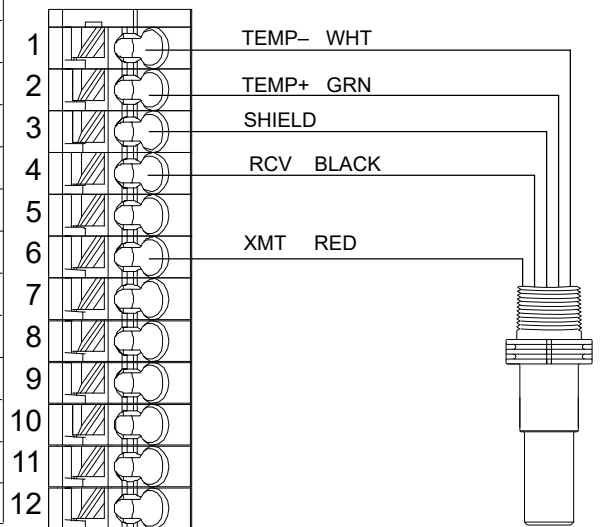 1 TEMP– WHT
2 TEMP+ GRN
3 SHIELD
4 RCV BLACK
5
6 XMT RED
7
8
9
10
11
12